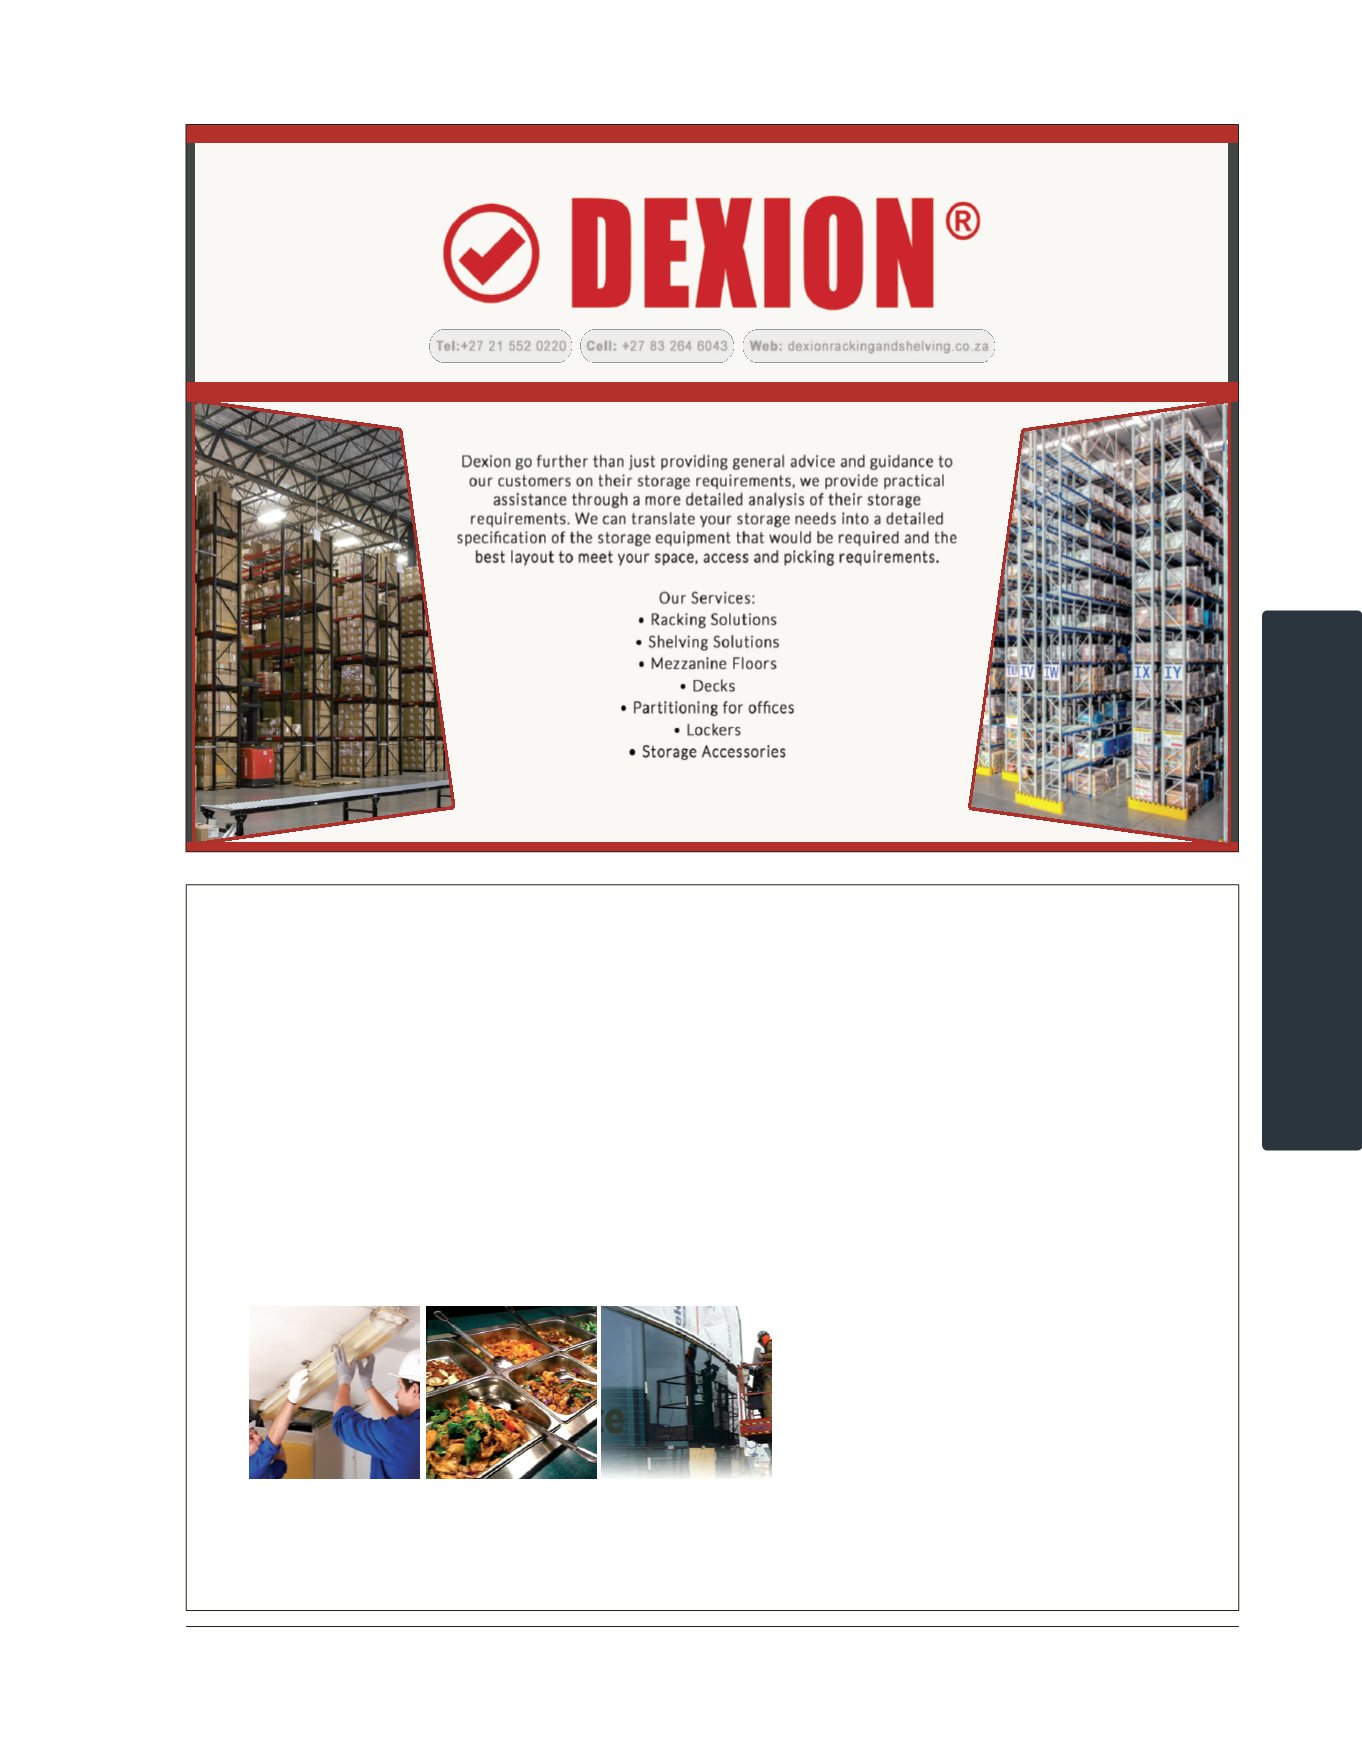 DEXION®
Tel:+27 21 552 0220 Cell: +27 83 264 6043 Web: dexionrackingandshelving.co.za
Dexion go further than just providing general advice and guidance to
our customers on their storage requirements, we provide practical
assistance through a more detailed analysis of their storage
requirements. We can translate your storage needs into a detailed
specification of the storage equipment that would be required and the
best layout to meet your space, access and picking requirements.
Our Services:
• Racking Solutions
• Shelving Solutions
• Mezzanine Floors
• Decks
• Partitioning for offices
• Lockers
• Storage Accessories
IU IV IW IX IY